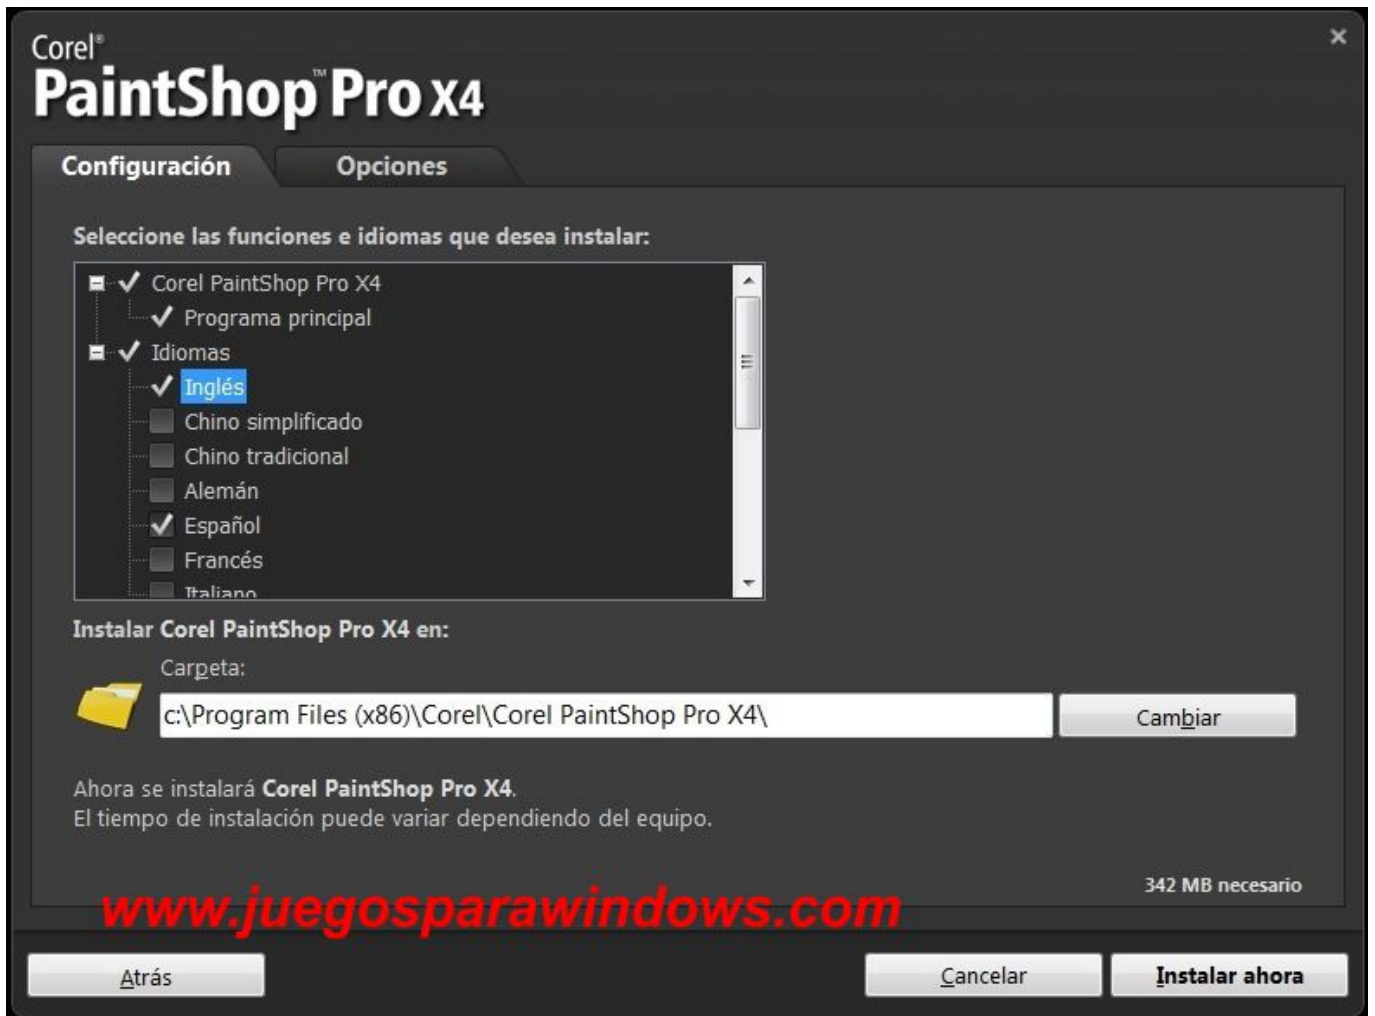 Corel®
PaintShop™ Pro X4
Configuración Opciones
Seleccione las funciones e idiomas que desea instalar:
Corel PaintShop Pro X4
Programa principal
Idiomas
Inglés
Chino simplificado
Chino tradicional
Alemán
Español
Francés
Italiano
Instalar Corel PaintShop Pro X4 en:
Carpeta:
c:\Program Files (x86)\Corel\Corel PaintShop Pro X4\
Cambiar
Ahora se instalará Corel PaintShop Pro X4.
El tiempo de instalación puede variar dependiendo del equipo.
342 MB necesario
www.juegosparawindows.com
Atrás Cancelar Instalar ahora